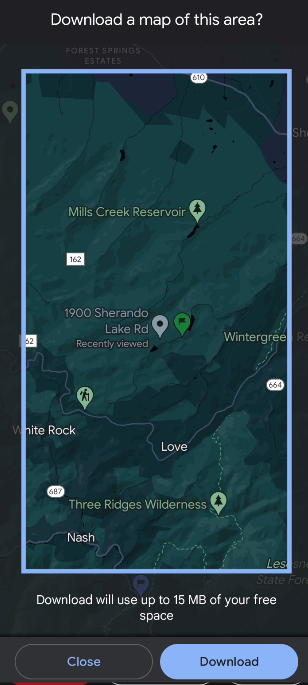 Download a map of this area?
FOREST SPRINGS
ESTATES
610
Mills Creek Reservoir
664
162
1900 Sherando
Lake Rd
Recently viewed
62
664
White Rock
Love
687
Three Ridges Wilderness
Nash
State Fore
Download will use up to 15 MB of your free
space
Close
Download